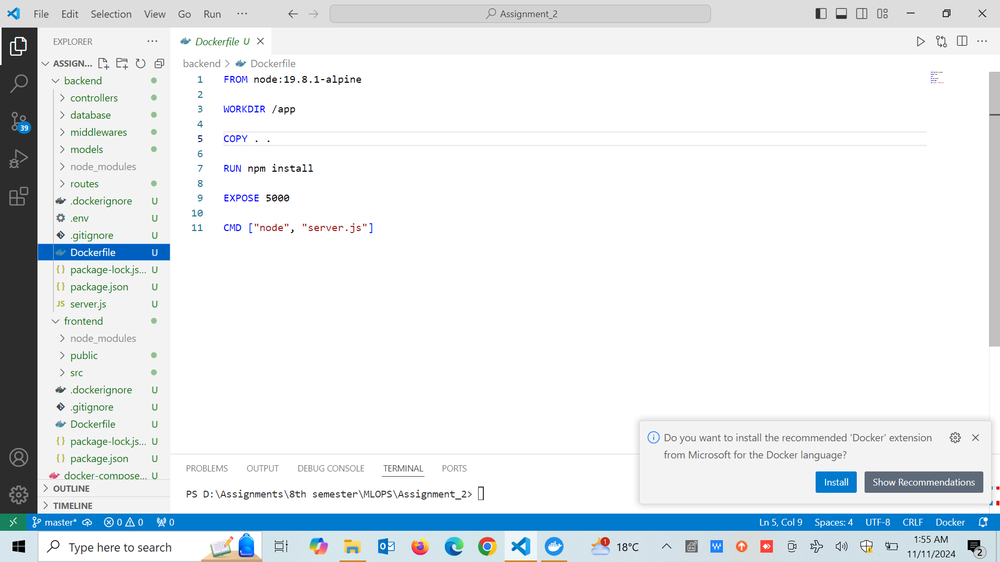 File Edit Selection View Go Run ··· Assignment_2
EXPLORER ···
ASSIGN...
backend
controllers
database
middlewares
models
node_modules
routes
.dockerignore U
.env U
.gitignore U
Dockerfile U
package-lock.js... U
{} package.json U
JS server.js U
frontend
node_modules
public
src
.dockerignore U
.gitignore U
Dockerfile U
{} package-lock.js... U
{} package.json U
docker-compose... U
OUTLINE
TIMELINE
39
Dockerfile U
backend > Dockerfile
1 FROM node:19.8.1-alpine
2
3 WORKDIR /app
4
5 COPY . .
6
7 RUN npm install
8
9 EXPOSE 5000
10
11 CMD ["node", "server.js"]
PROBLEMS OUTPUT DEBUG CONSOLE TERMINAL PORTS
PS D:\Assignments\8th semester\MLOPS\Assignment_2>
Do you want to install the recommended 'Docker' extension
from Microsoft for the Docker language?
Install Show Recommendations
master* 0 0 0 Ln 5, Col 9 Spaces: 4 UTF-8 CRLF Docker
Type here to search
1 18°C
Fn
1:55 AM
11/11/2024
2